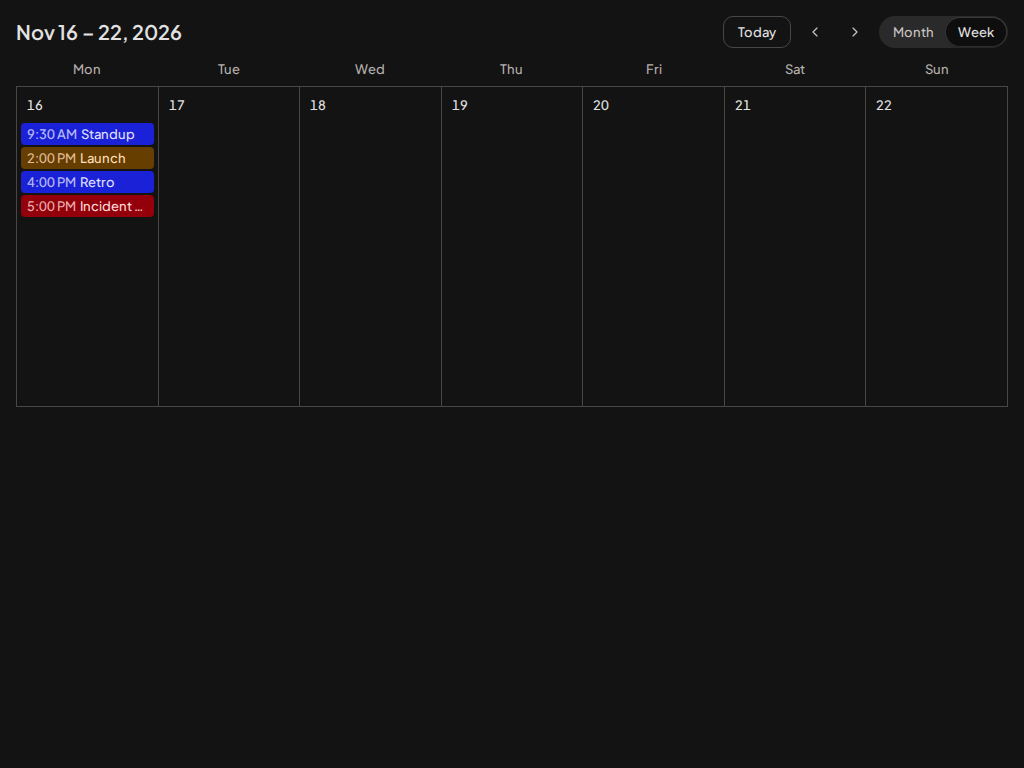 Nov 16 – 22, 2026
Today
Month
Week
Mon
Tue
Wed
Thu
Fri
Sat
Sun
16
17
18
19
20
21
22
9:30 AM Standup
2:00 PM Launch
4:00 PM Retro
5:00 PM Incident …